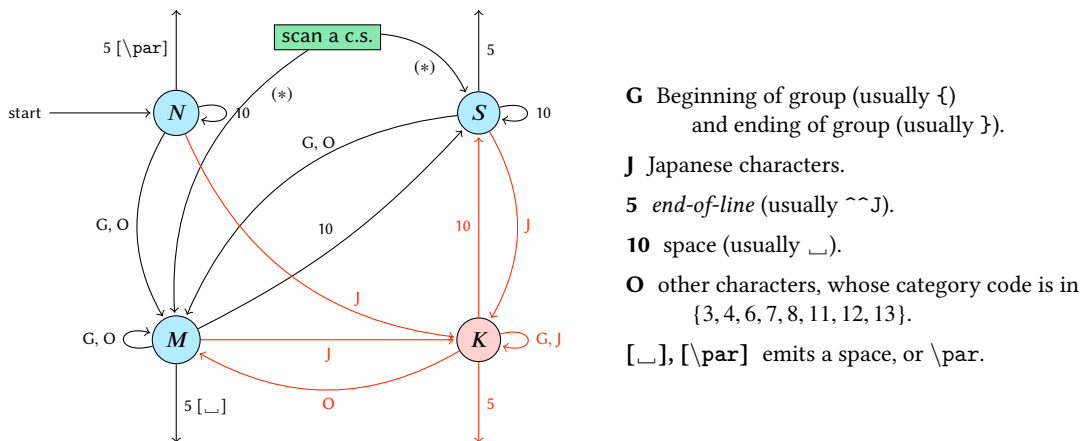 5 [\par]
scan a c.s.
5
(∗)
(∗)
start
N
10
S
10
G, O
G, O
J
10
10
J
G, O
M
J
K
G, J
O
5 [␣]
5
G Beginning of group (usually {)
and ending of group (usually }).
J Japanese characters.
5 end-of-line (usually ^^J).
10 space (usually ␣).
O other characters, whose category code is in
{3, 4, 6, 7, 8, 11, 12, 13}.
[␣], [\par] emits a space, or \par.
J